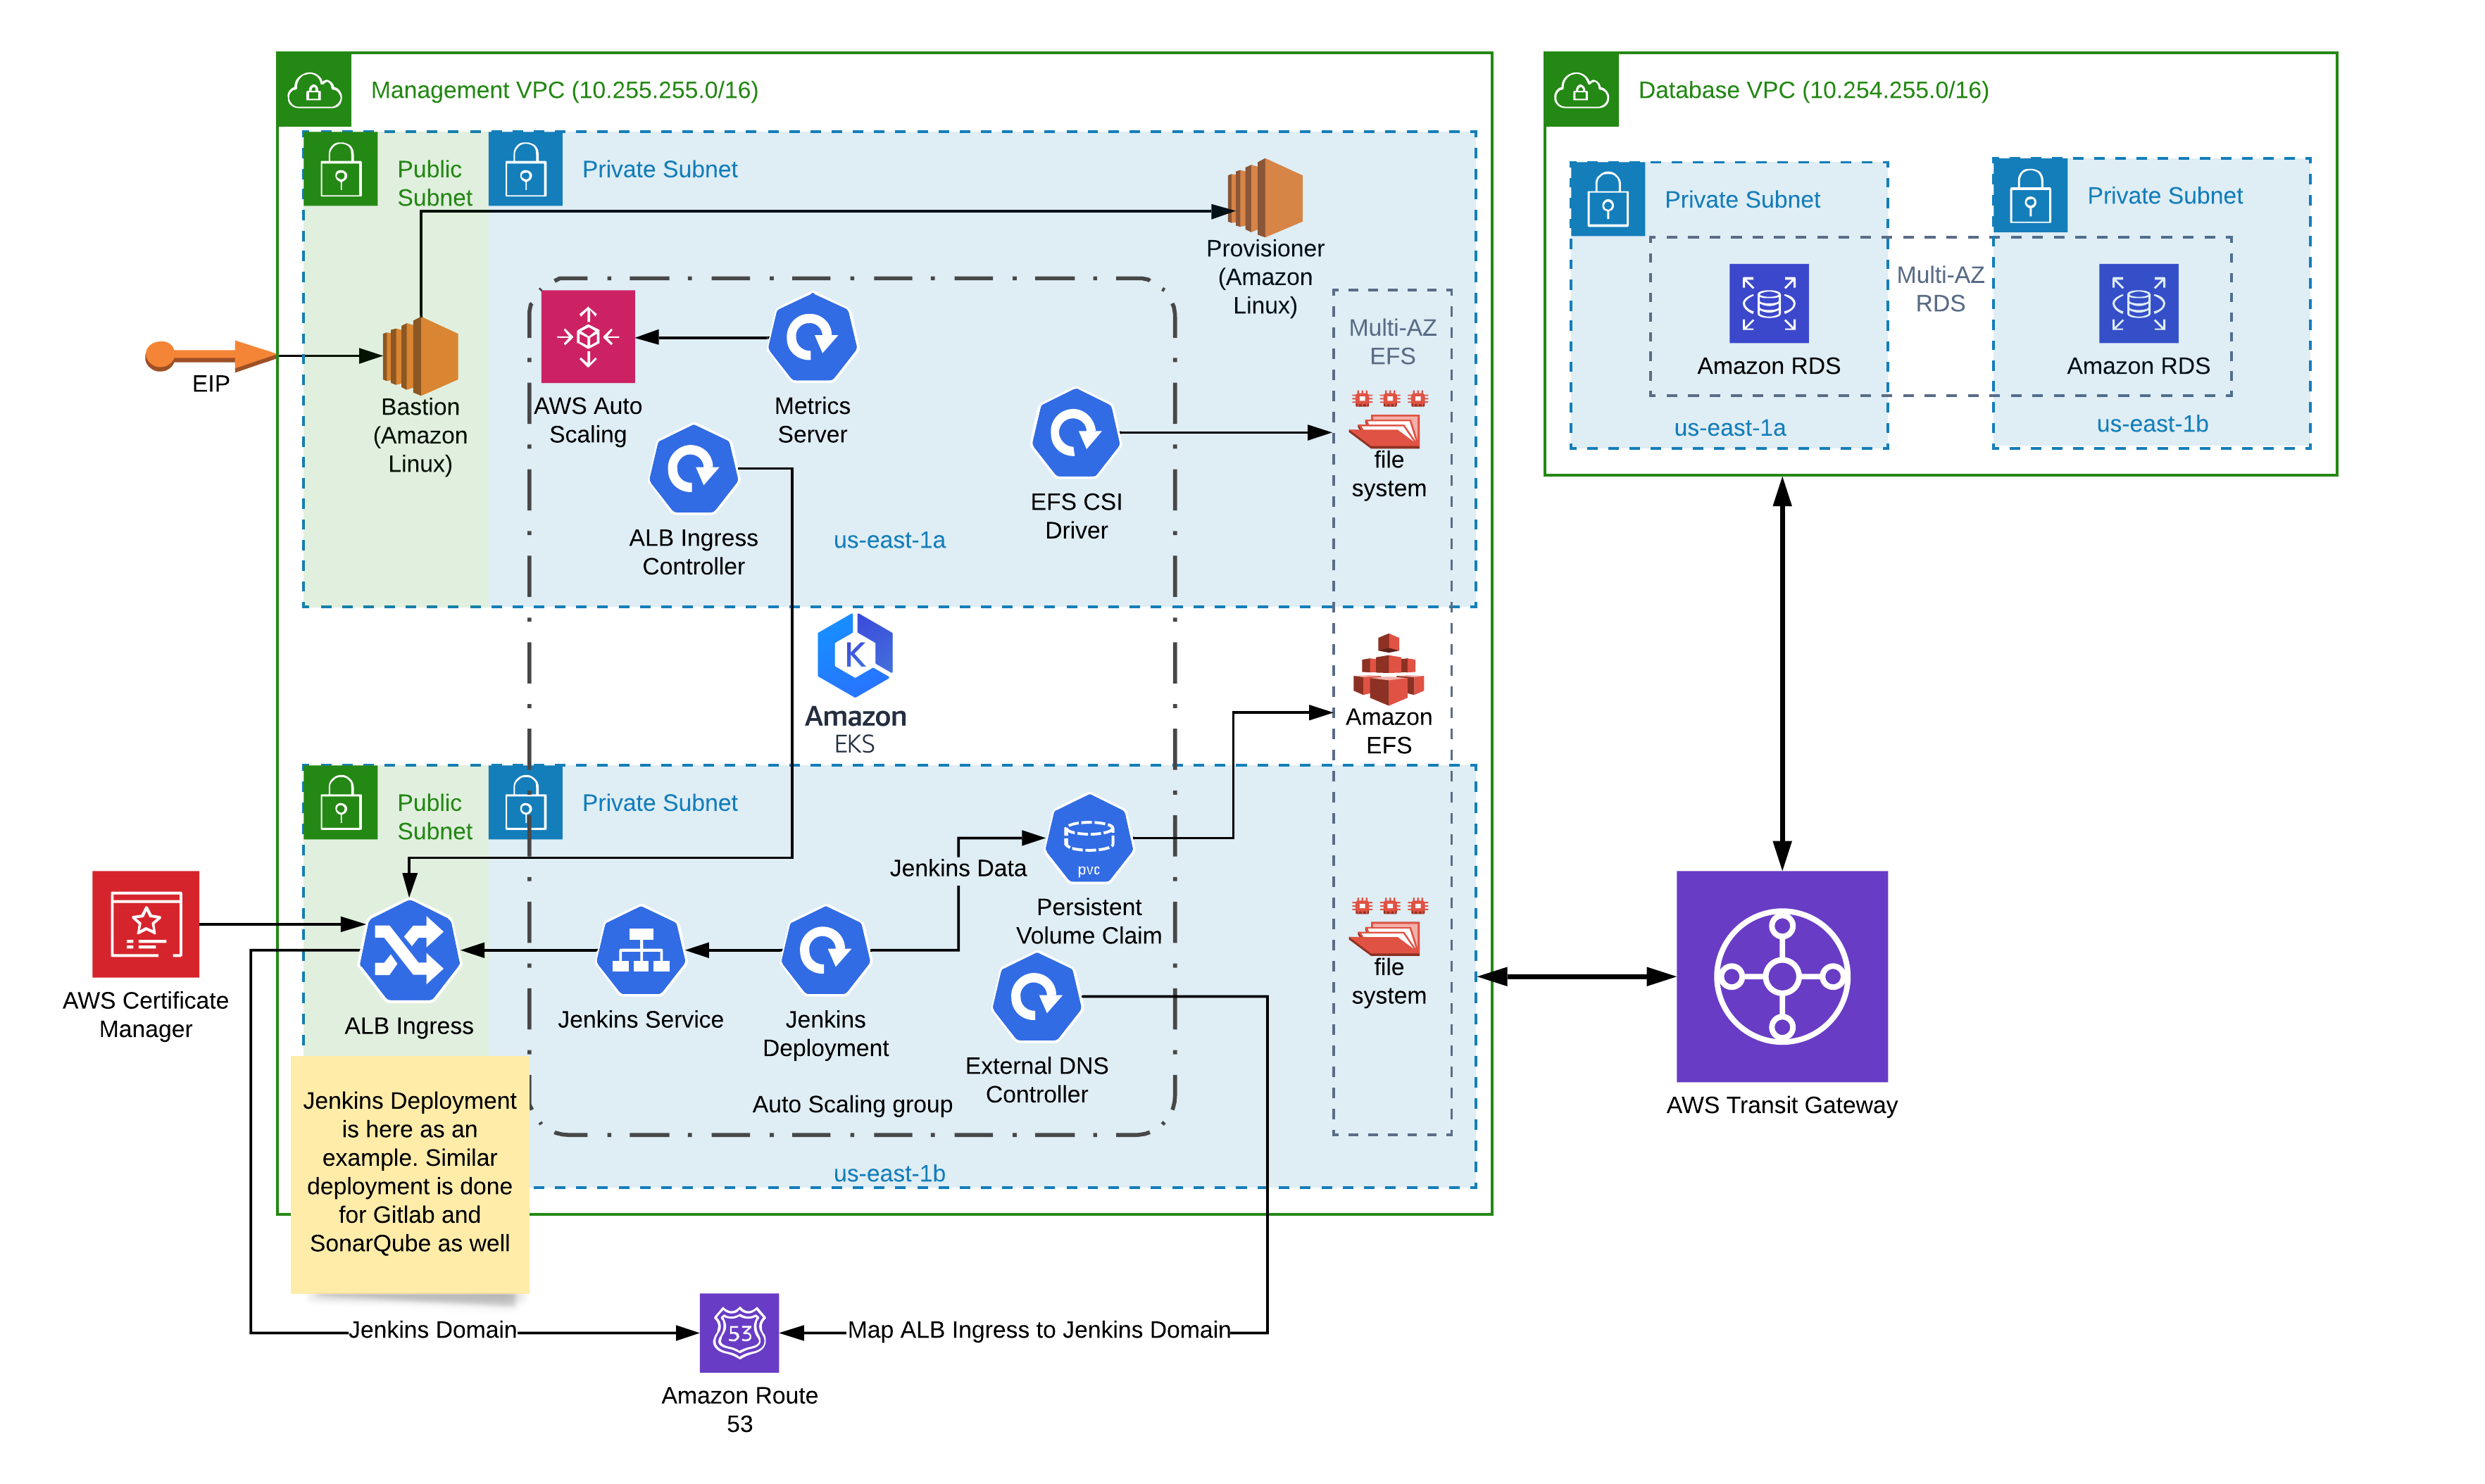 Management VPC (10.255.255.0/16)
Database VPC (10.254.255.0/16)
Public
Subnet
Private Subnet
Provisioner
(Amazon
Linux)
EIP
Bastion
(Amazon
Linux)
AWS Auto
Scaling
Metrics
Server
ALB Ingress
Controller
EFS CSI
Driver
us-east-1a
Multi-AZ
EFS
file
system
Private Subnet
Private Subnet
Multi-AZ
RDS
Amazon RDS
Amazon RDS
us-east-1a
us-east-1b
K
Amazon
EKS
Amazon
EFS
Public
Subnet
Private Subnet
Jenkins Data
pvc
Persistent
Volume Claim
AWS Certificate
Manager
ALB Ingress
Jenkins Service
Jenkins
Deployment
External DNS
Controller
Auto Scaling group
file
system
us-east-1b
AWS Transit Gateway
Jenkins Deployment
is here as an
example. Similar
deployment is done
for Gitlab and
SonarQube as well
Jenkins Domain
53
Map ALB Ingress to Jenkins Domain
Amazon Route
53